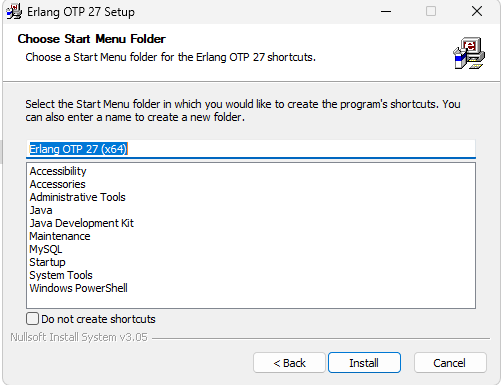 Erlang OTP 27 Setup
Choose Start Menu Folder
Choose a Start Menu folder for the Erlang OTP 27 shortcuts.
Select the Start Menu folder in which you would like to create the program's shortcuts. You
can also enter a name to create a new folder.
Erlang OTP 27 (x64)
Accessibility
Accessories
Administrative Tools
Java
Java Development Kit
Maintenance
MySQL
Startup
System Tools
Windows PowerShell
Do not create shortcuts
Nullsoft Install System v3.05
< Back
Install
Cancel